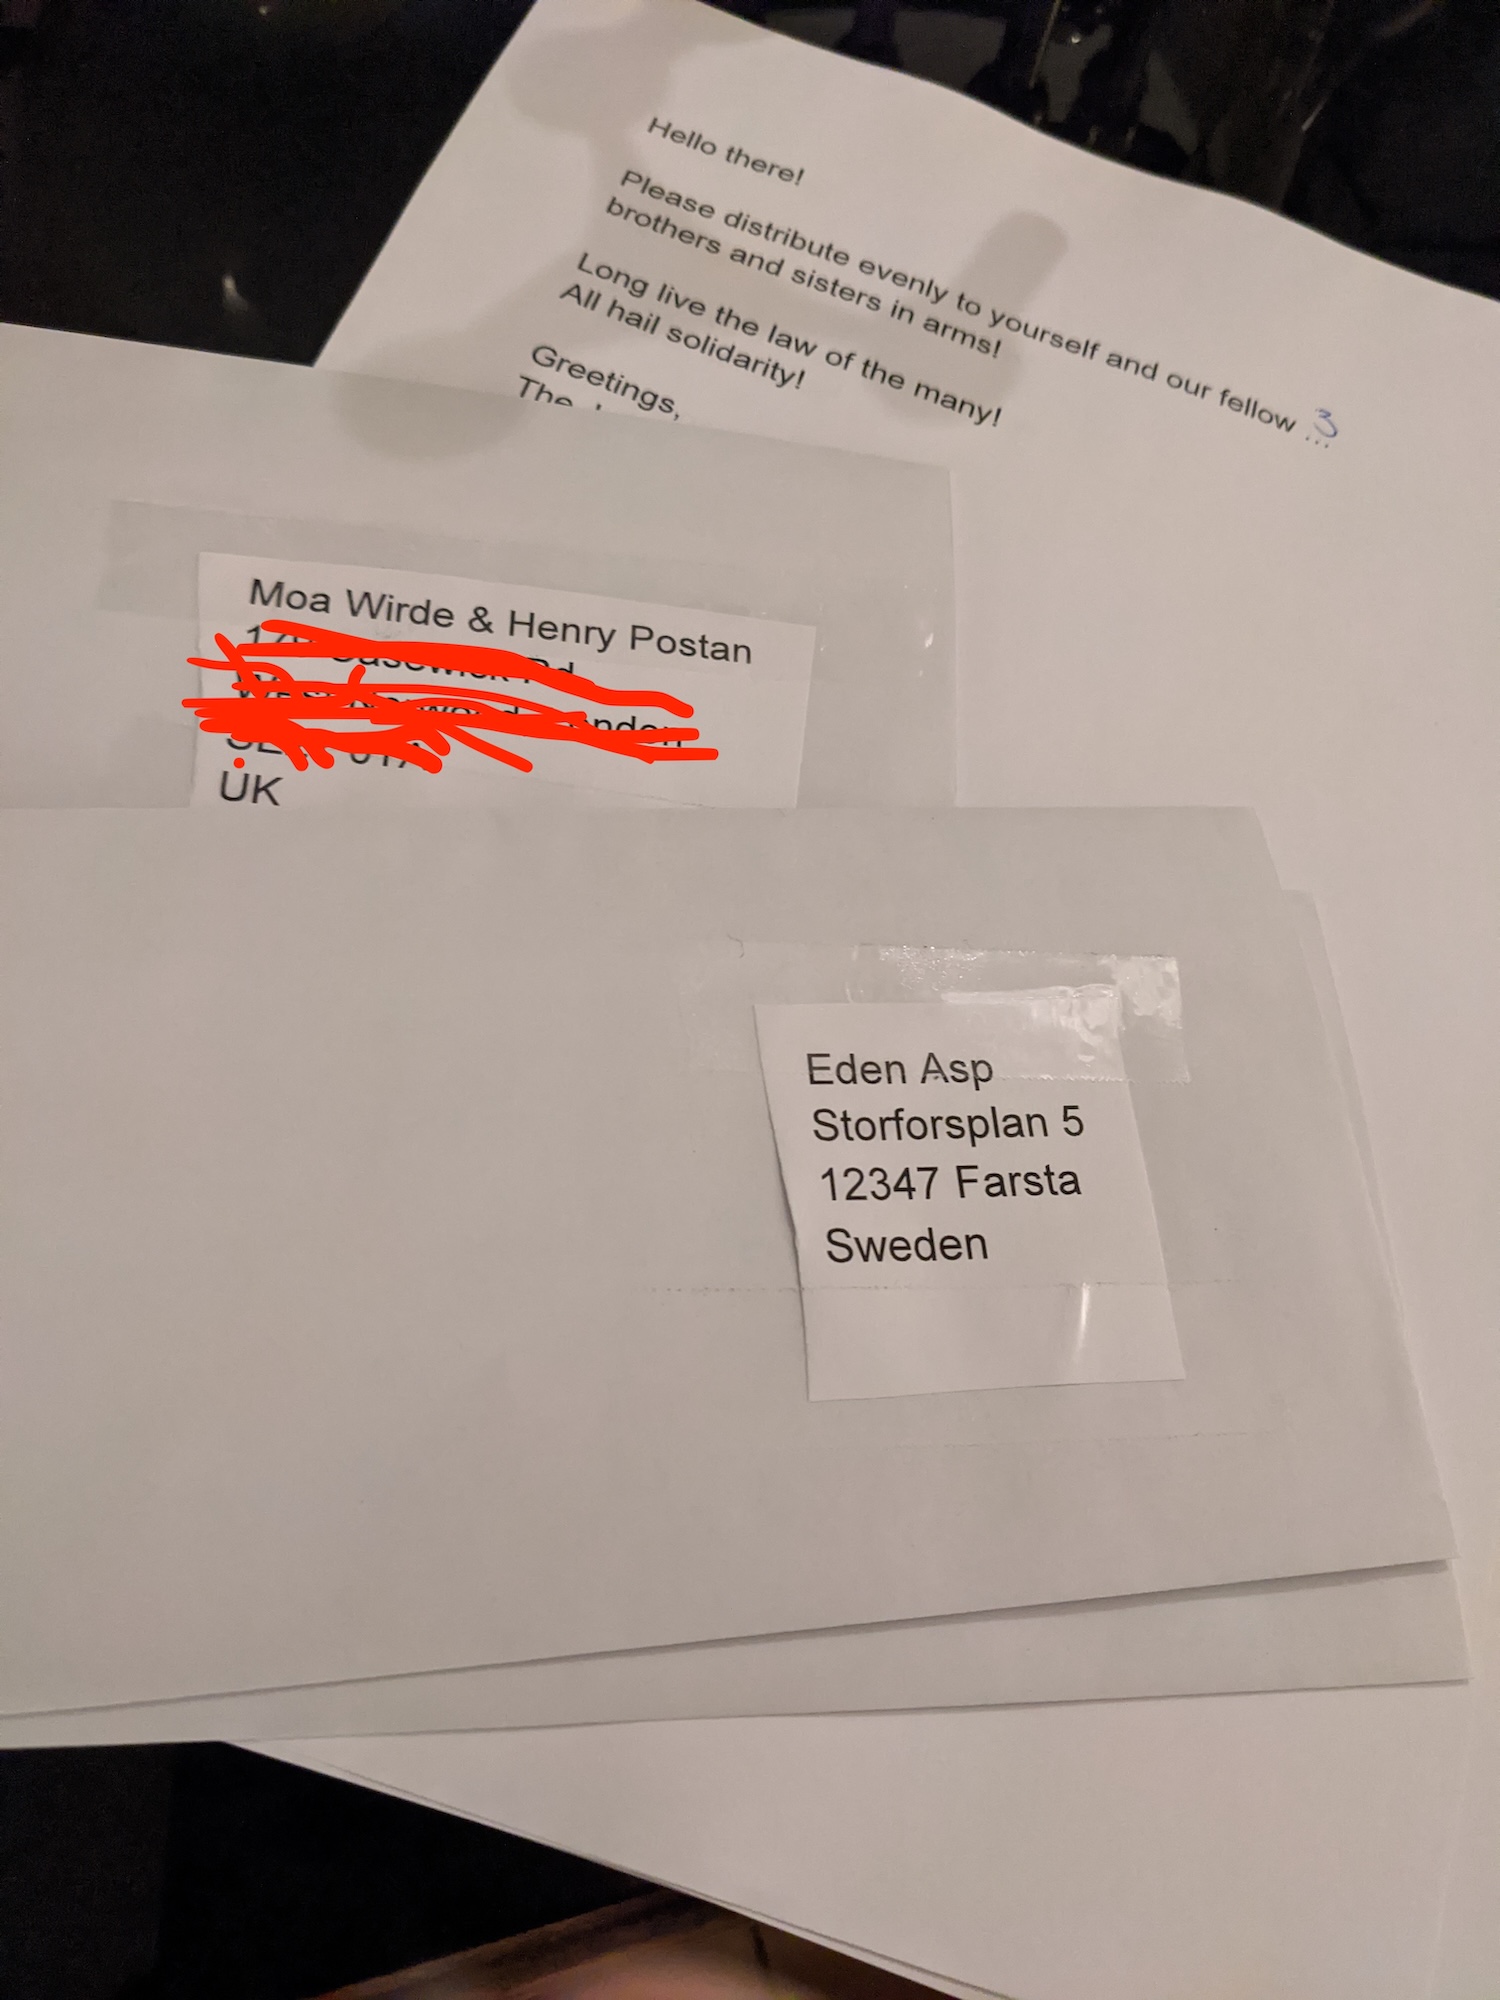 Hello there!
Please distribute evenly to yourself and our fellow ...3
brothers and sisters in arms!
Long live the law of the many!
All hail solidarity!
Greetings,
The
Moa Wirde & Henry Postan
UK
Eden Asp
Storforsplan 5
12347 Farsta
Sweden